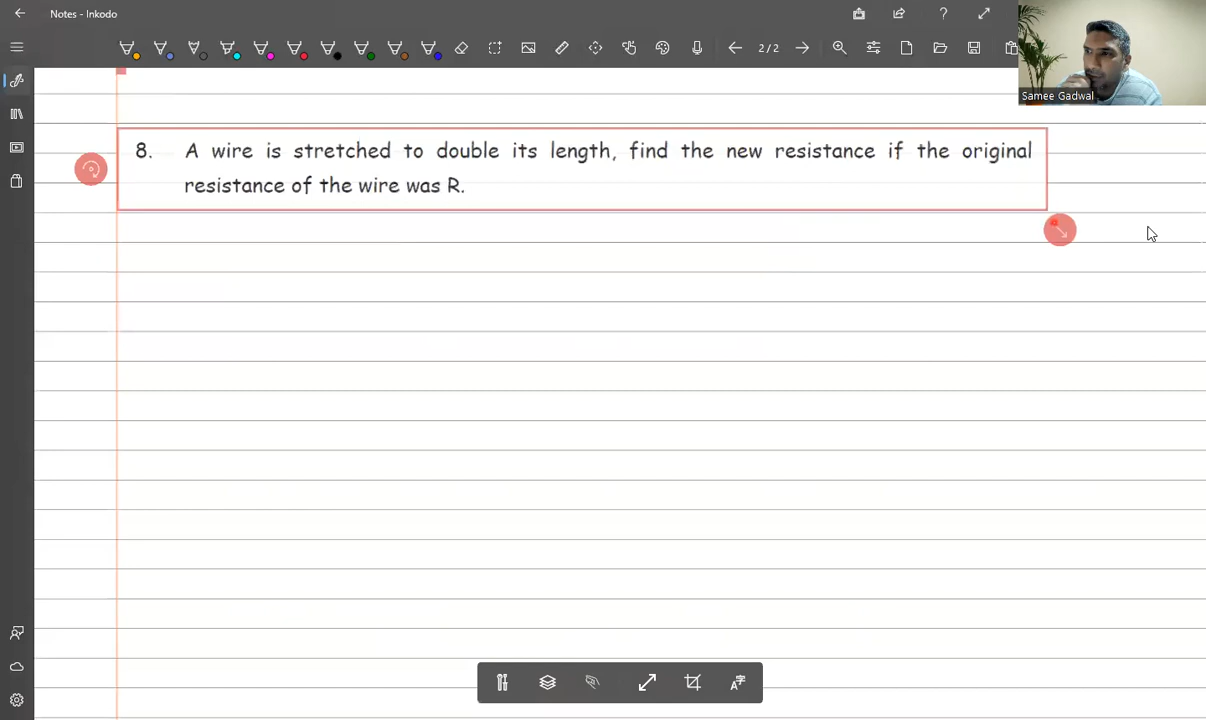 Notes - Inkodo
2/2
Samee Gadwal
8. A wire is stretched to double its length, find the new resistance if the original
resistance of the wire was R.